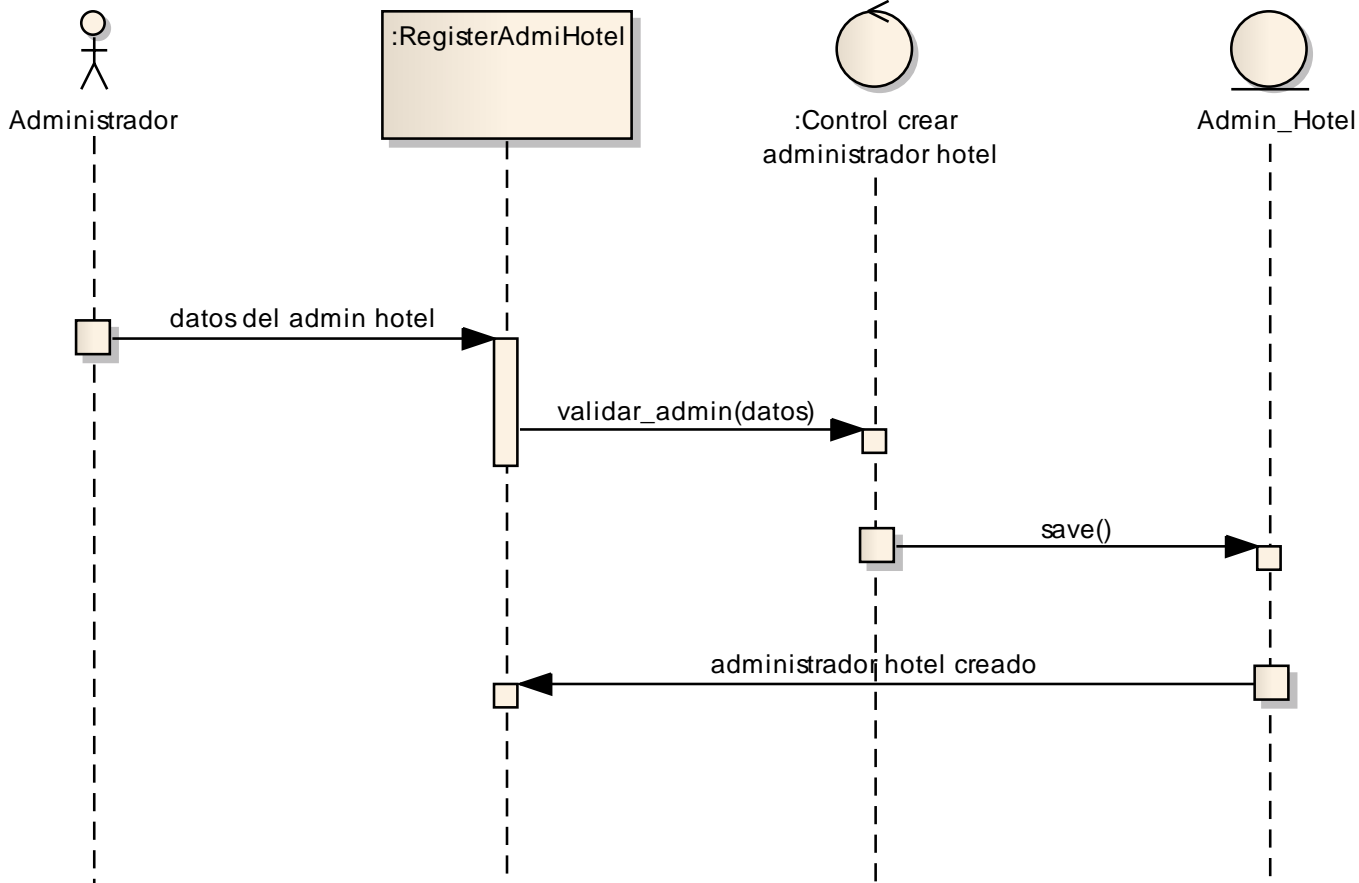 :RegisterAdmiHotel
Administrador
:Control crear
administrador hotel
Admin_Hotel
datos del admin hotel
validar_admin(datos)
save()
administrador hotel creado